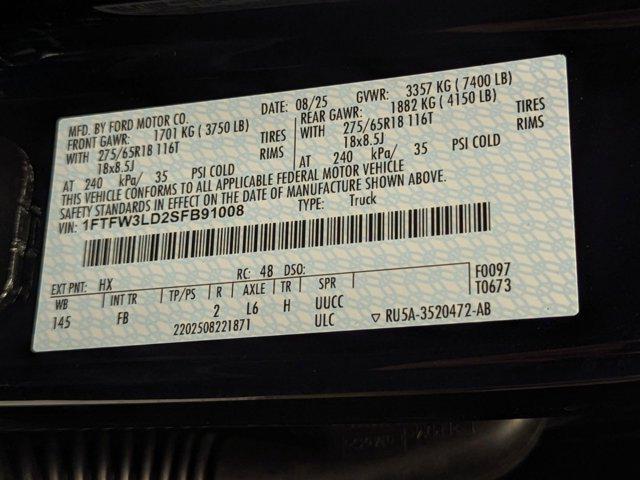 MFD. BY FORD MOTOR CO. DATE: 08/25 GVWR: 3357 KG ( 7400 LB)
FRONT GAWR: 1701 KG ( 3750 LB) REAR GAWR: 1882 KG ( 4150 LB)
WITH 275/65R18 116T TIRES WITH 275/65R18 116T TIRES
18x8.5J RIMS 18x8.5J RIMS
AT 240 kPa/ 35 PSI COLD AT 240 kPa/ 35 PSI COLD
THIS VEHICLE CONFORMS TO ALL APPLICABLE FEDERAL MOTOR VEHICLE
SAFETY STANDARDS IN EFFECT ON THE DATE OF MANUFACTURE SHOWN ABOVE.
VIN: 1FTFW3LD2SFB91008 TYPE: Truck
EXT PNT: HX RC: 48 DSO: F0097
WB INT TR TP/PS R AXLE TR SPR T0673
145 FB 2 L6 H UUCC
2202508221871 ULC ▽ RU5A-3520472-AB